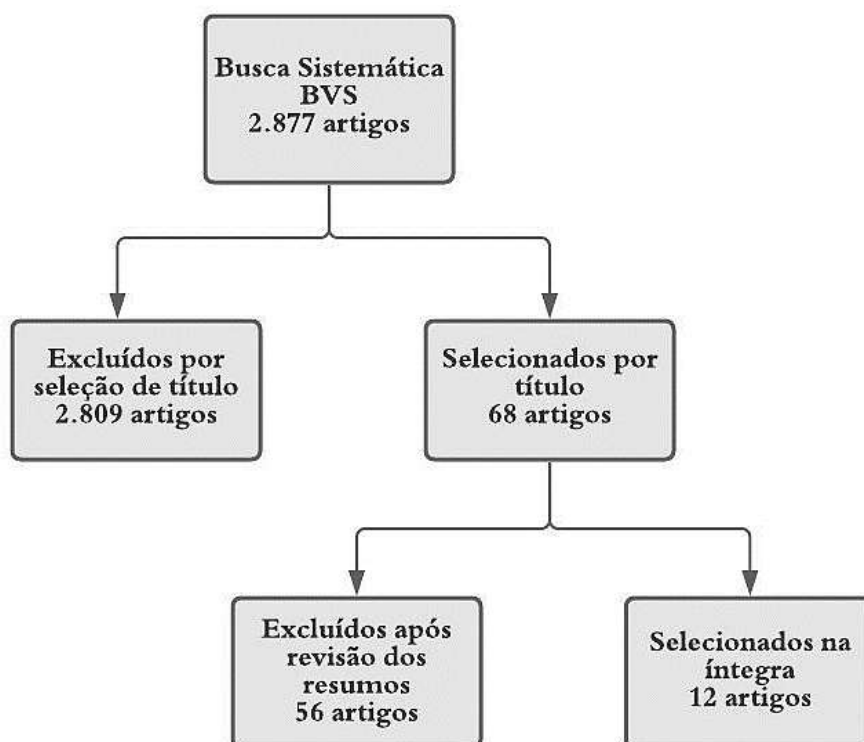 Busca Sistemática
BVS
2.877 artigos
Excluídos por
seleção de título
2.809 artigos
Selecionados por
título
68 artigos
Excluídos após
revisão dos
resumos
56 artigos
Selecionados na
íntegra
12 artigos